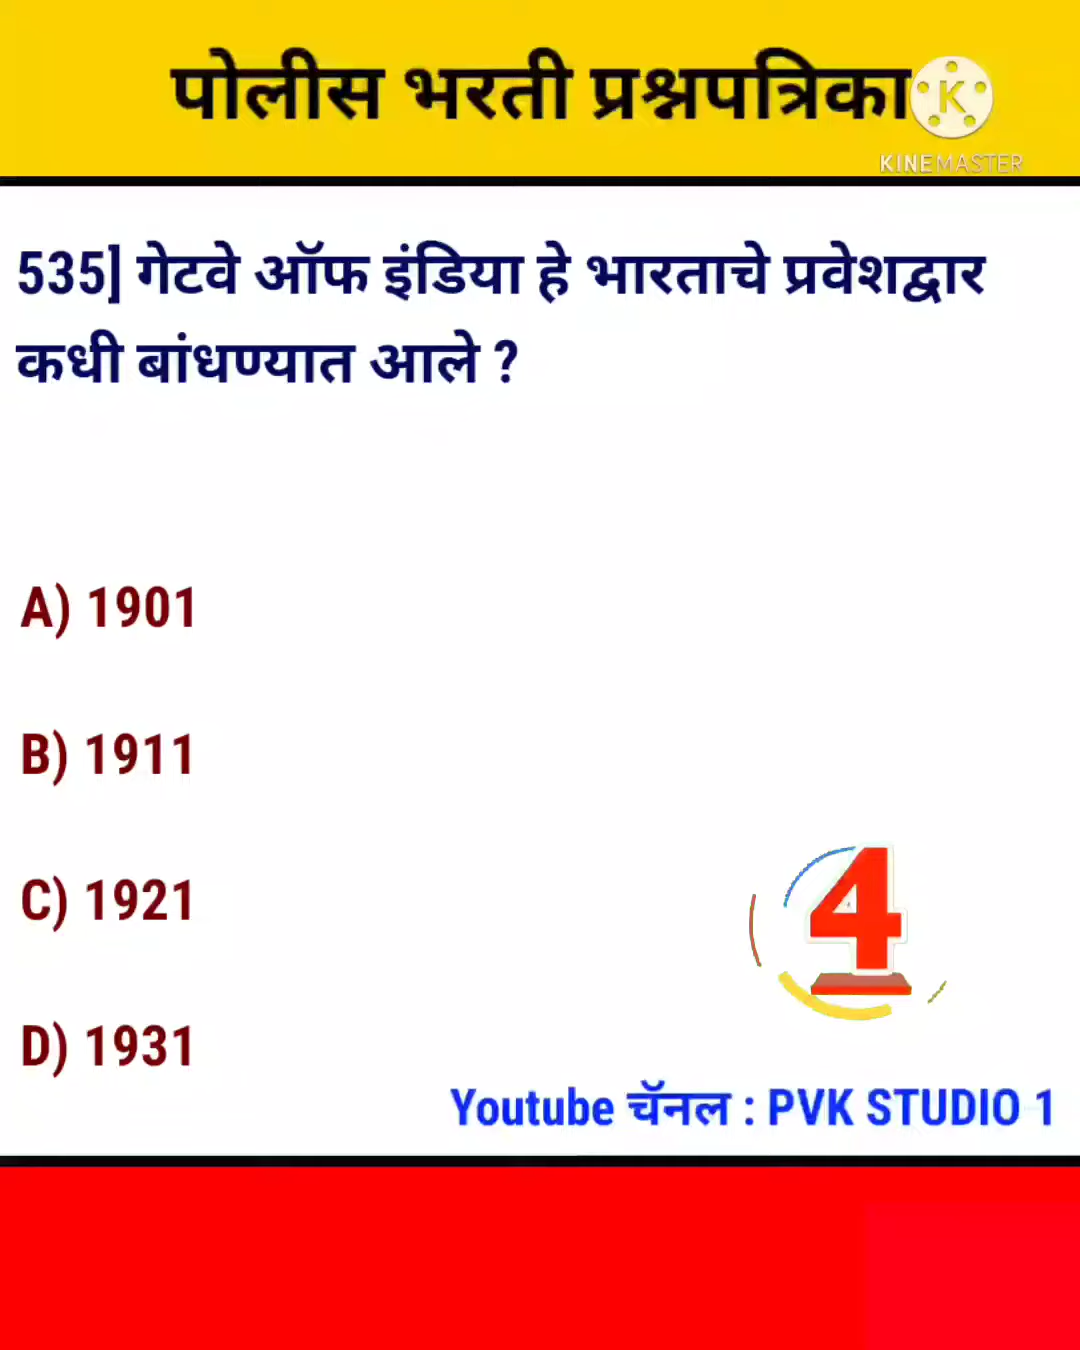 पोलीस भरती प्रश्नपत्रिका
K
KINEMASTER
535] गेटवे ऑफ इंडिया हे भारताचे प्रवेशद्वार
कधी बांधण्यात आले ?
A) 1901
B) 1911
C) 1921
4
D) 1931
Youtube चॅनल : PVK STUDIO 1